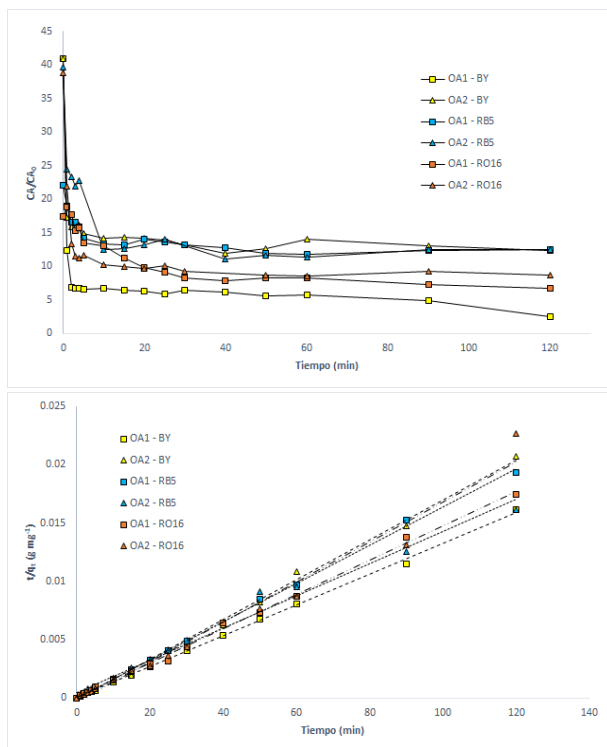 45
40
35
30
25
20
15
10
5
0
CA/CA0
OA1 - BY
OA2 - BY
OA1 - RB5
OA2 - RB5
OA1 - RO16
OA2 - RO16
0 20 40 60 80 100 120
Tiempo (min)
0.025
0.02
0.015
0.01
0.005
0
t/qt (g mg-1)
OA1 - BY
OA2 - BY
OA1 - RB5
OA2 - RB5
OA1 - RO16
OA2 - RO16
0 20 40 60 80 100 120 140
Tiempo (min)